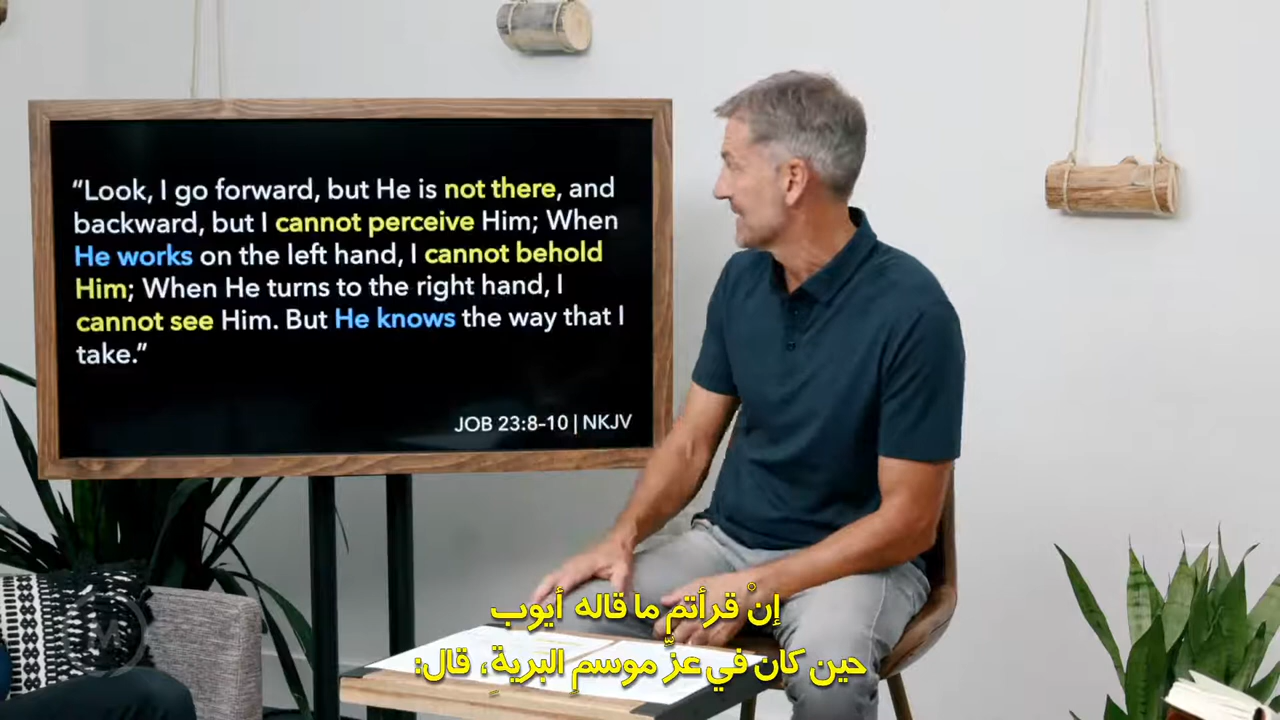 “Look, I go forward, but He is not there, and
backward, but I cannot perceive Him; When
He works on the left hand, I cannot behold
Him; When He turns to the right hand, I
cannot see Him. But He knows the way that I
take.”
JOB 23:8-10 | NKJV
إنْ قرأتم ما قاله أيوب
حين كان في عزِّ موسمِ البريةِ، قال:
M